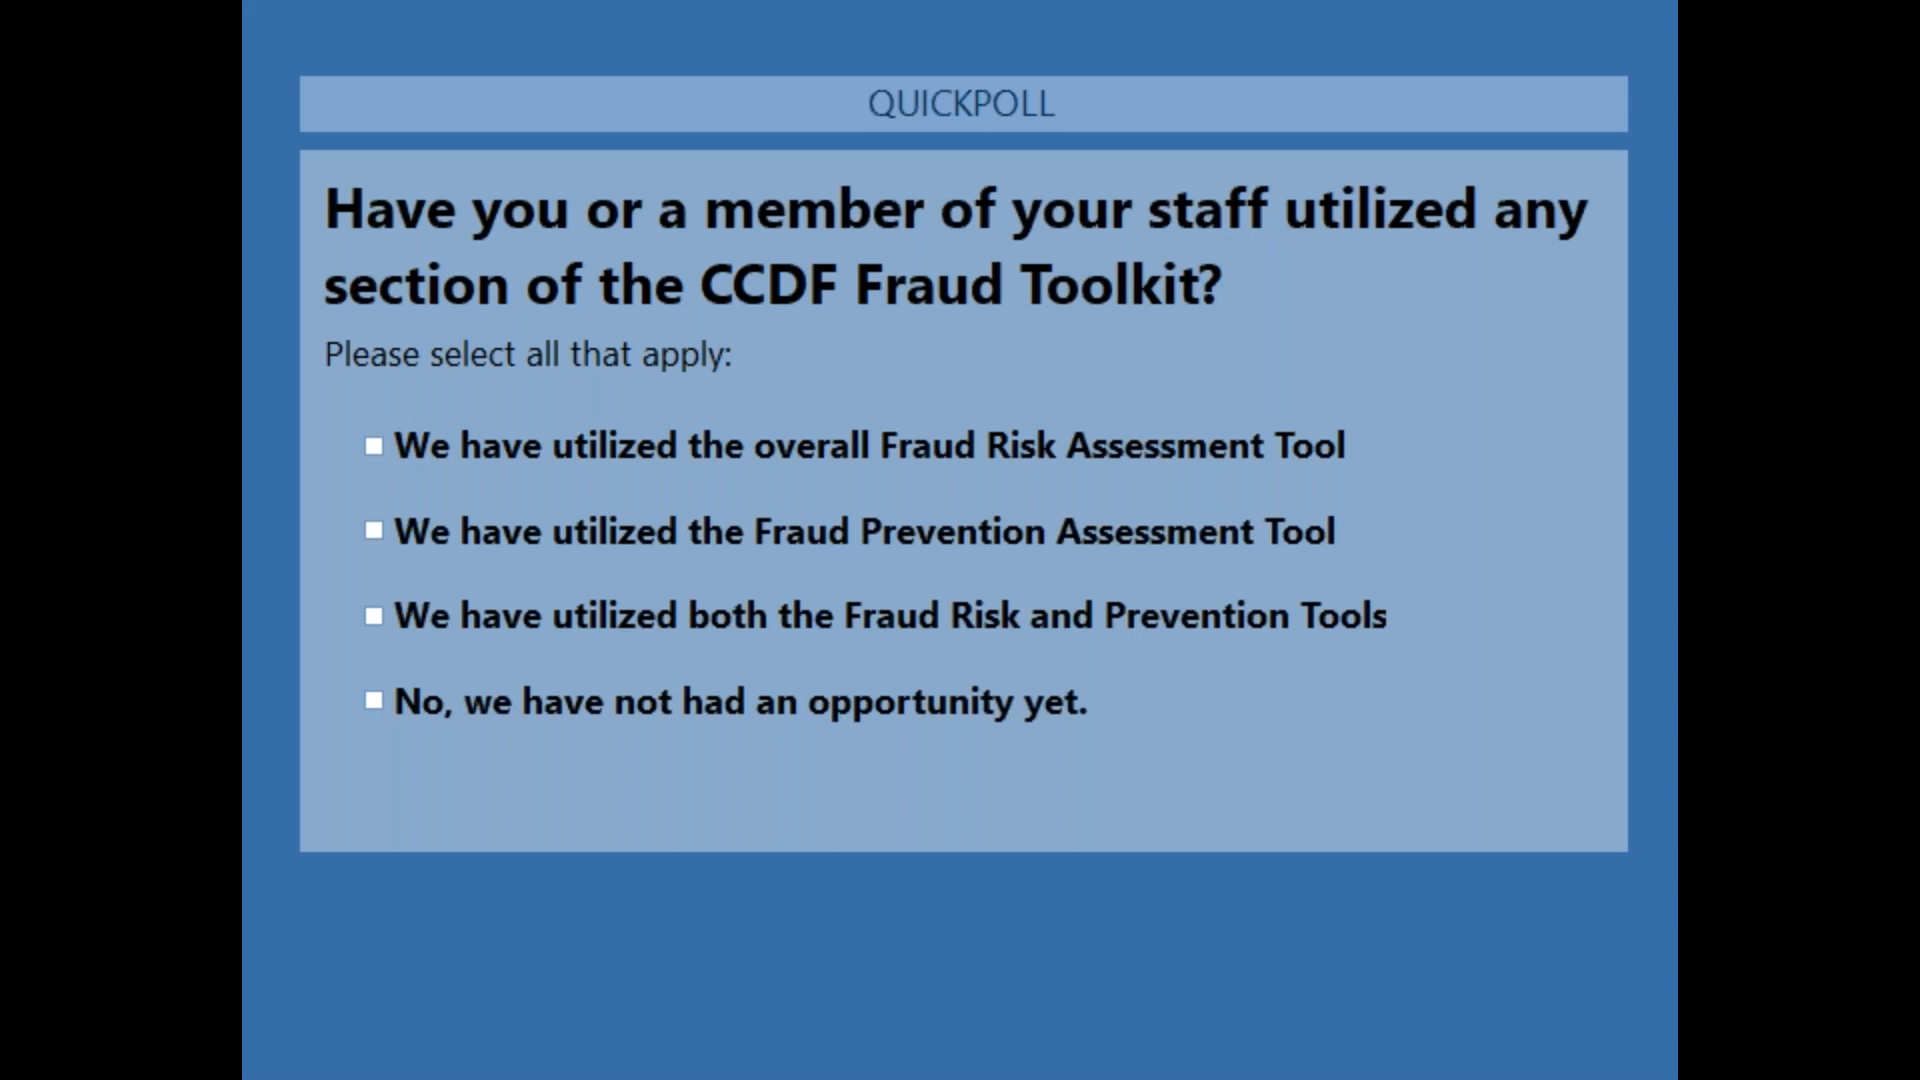 QUICKPOLL
Have you or a member of your staff utilized any
section of the CCDF Fraud Toolkit?
Please select all that apply:
We have utilized the overall Fraud Risk Assessment Tool
We have utilized the Fraud Prevention Assessment Tool
We have utilized both the Fraud Risk and Prevention Tools
No, we have not had an opportunity yet.